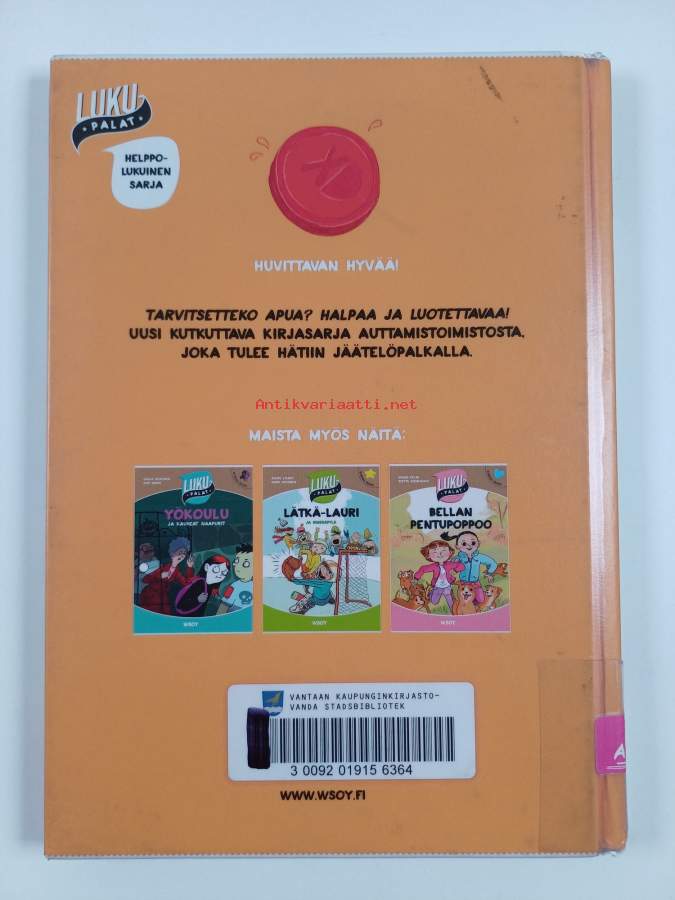 LUKU-
PALAT
HELPPO-
LUKUINEN
SARJA
HUVITTAVAN HYVÄÄ!
TARVITSETTEKO APUA? HALPAA JA LUOTETTAVAA!
UUSI KUTKUTTAVA KIRJASARJA AUTTAMISTOIMISTOSTA,
JOKA TULEE HÄTIIN JÄÄTELÖPALKALLA.
Antikvariaatti.net
MAISTA MYÖS NÄITÄ:
LUKU-
PALAT
YÖKOULU
JA KAUHEAT NAAPURIT
WSOY
LUKU-
PALAT
LÄTKÄ-LAURI
WSOY
LUKU-
PALAT
BELLAN
PENTUPOPPOO
WSOY
VANTAAN KAUPUNGINKIRJASTO-
VANDA STADSBIBLIOTEK
3 0092 01915 6364
A
WWW.WSOY.FI